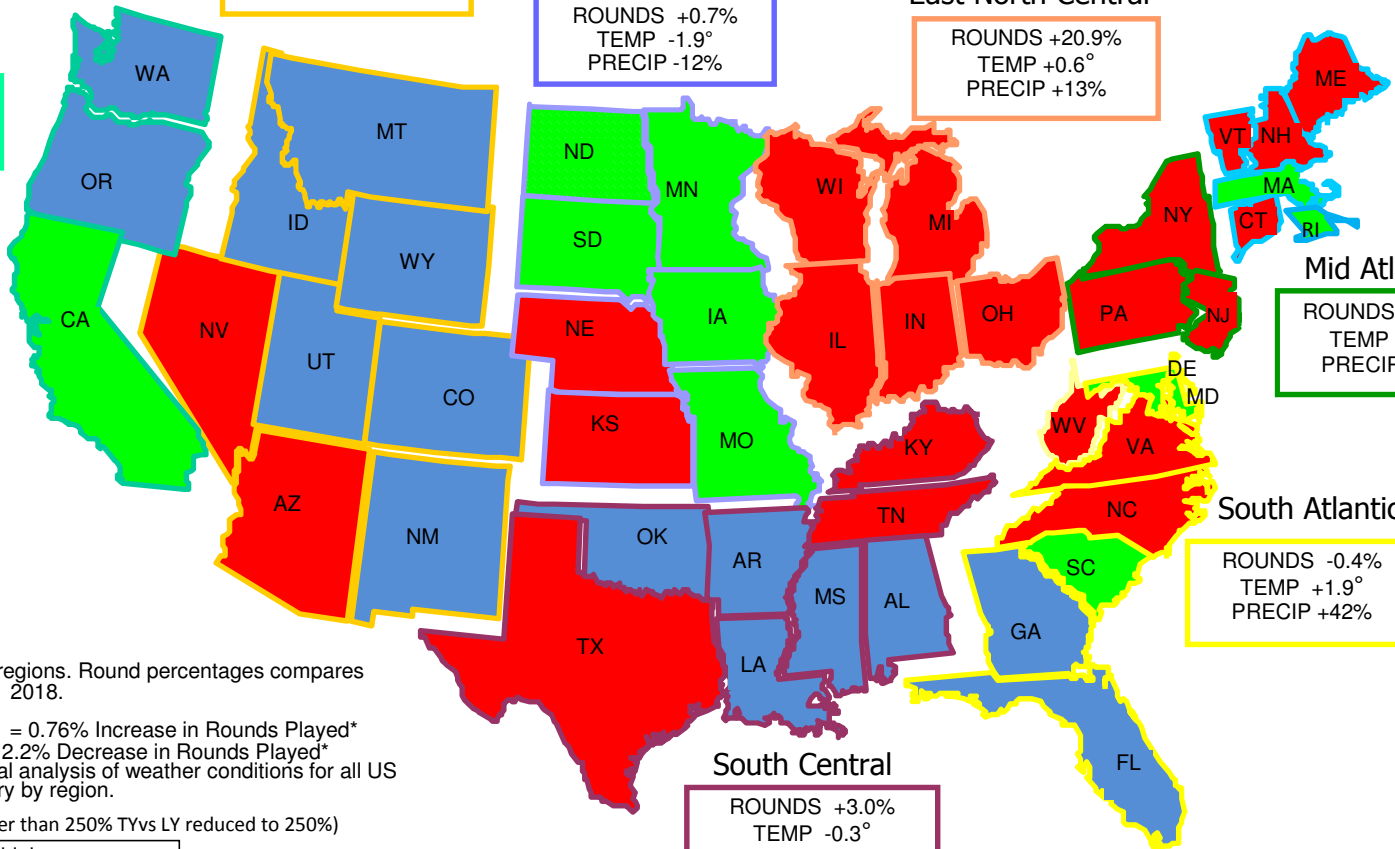 East North Central
ROUNDS +0.7%
TEMP -1.9°
PRECIP -12%
ROUNDS +20.9%
TEMP +0.6°
PRECIP +13%
WA
OR
CA
MT
ID
WY
NV
UT
CO
AZ
NM
ND
SD
NE
KS
MN
IA
MO
WI
MI
IL
IN
OH
KY
TN
OK
AR
TX
LA
MS
AL
ME
VT
NH
MA
CT
RI
NY
PA
NJ
DE
MD
WV
VA
NC
SC
GA
FL
Mid Atl
ROUNDS
TEMP
PRECIP
South Atlantic
ROUNDS -0.4%
TEMP +1.9°
PRECIP +42%
South Central
ROUNDS +3.0%
TEMP -0.3°
regions. Round percentages compares
2018.
= 0.76% Increase in Rounds Played*
2.2% Decrease in Rounds Played*
al analysis of weather conditions for all US
ry by region.
er than 250% TYvs LY reduced to 250%)